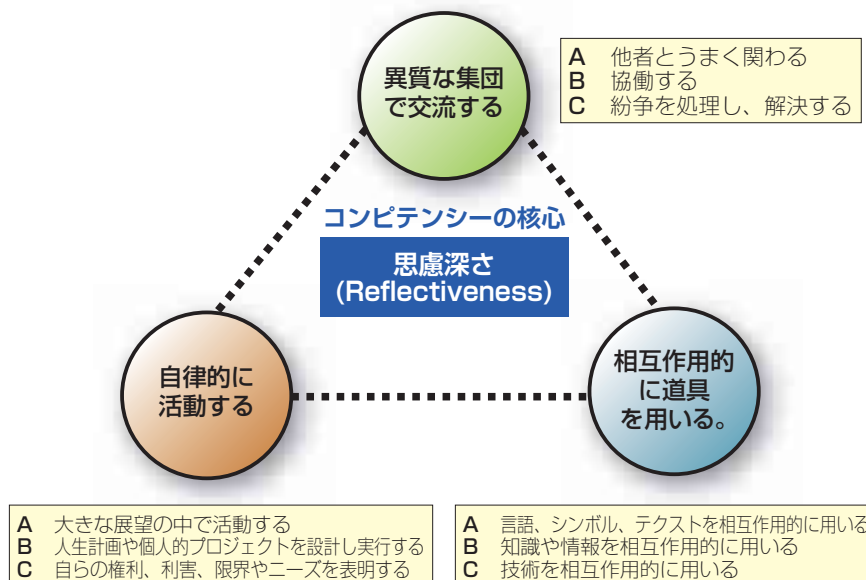 異質な集団
で交流する
A 他者とうまく関わる
B 協働する
C 紛争を処理し、解決する
コンピテンシーの核心
思慮深さ
(Reflectiveness)
自律的に
活動する
相互作用的
に道具
を用いる。
A 大きな展望の中で活動する
B 人生計画や個人的プロジェクトを設計し実行する
C 自らの権利、利害、限界やニーズを表明する
A 言語、シンボル、テクストを相互作用的に用いる
B 知識や情報を相互作用的に用いる
C 技術を相互作用的に用いる